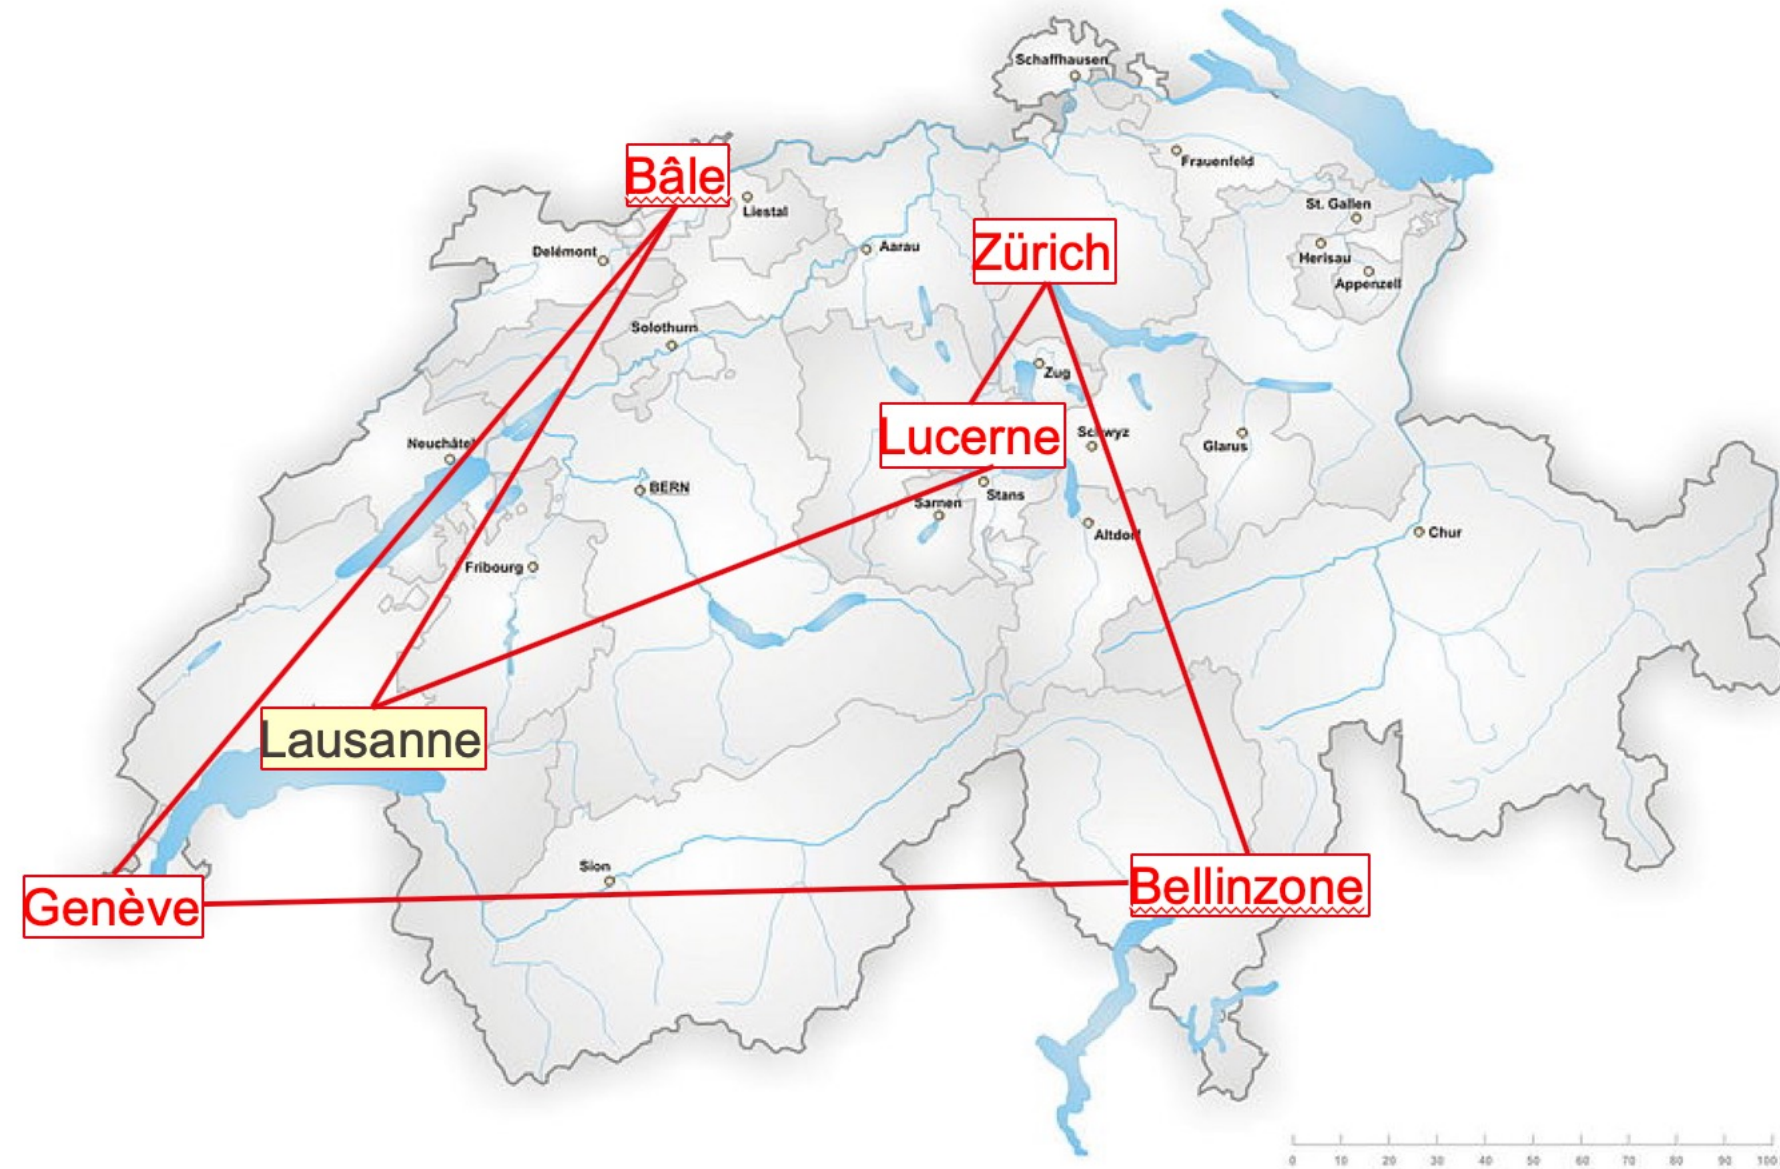 Schaffhausen
Bâle
Frauenfeld
Liestal
St. Gallen
Zürich
Delémont
Aarau
Herisau
Appenzell
Solothurn
Zug
Lucerne
Schwyz
Neuchâtel
Glarus
BERN
Stans
Sarnen
Altdorf
Chur
Fribourg
Lausanne
Sion
Bellinzone
Genève
0 10 20 30 40 50 60 70 80 90 100